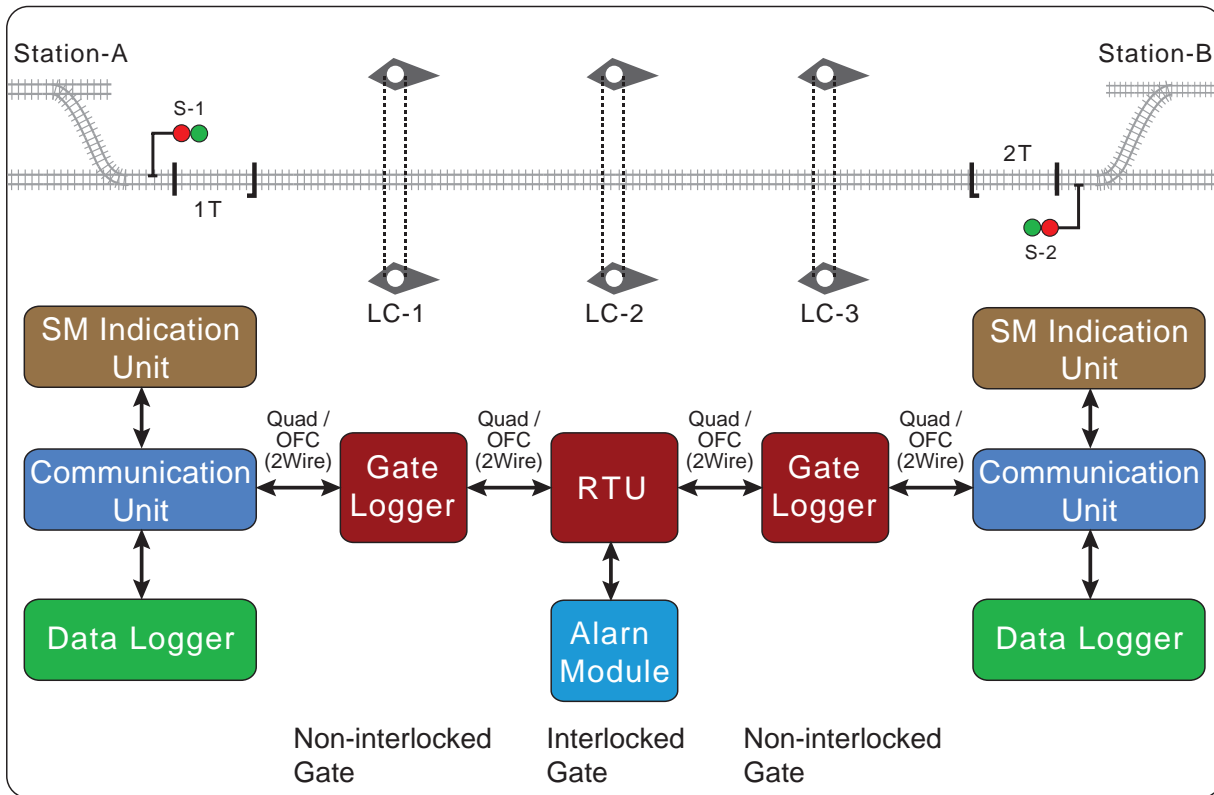 Station-A
Station-B
S-1
1T
2T
S-2
LC-1
LC-2
LC-3
SM Indication
Unit
SM Indication
Unit
Quad /
OFC
(2Wire)
Quad /
OFC
(2Wire)
Quad /
OFC
(2Wire)
Quad /
OFC
(2Wire)
Communication
Unit
Gate
Logger
RTU
Gate
Logger
Communication
Unit
Data Logger
Alarn
Module
Data Logger
Non-interlocked
Gate
Interlocked
Gate
Non-interlocked
Gate